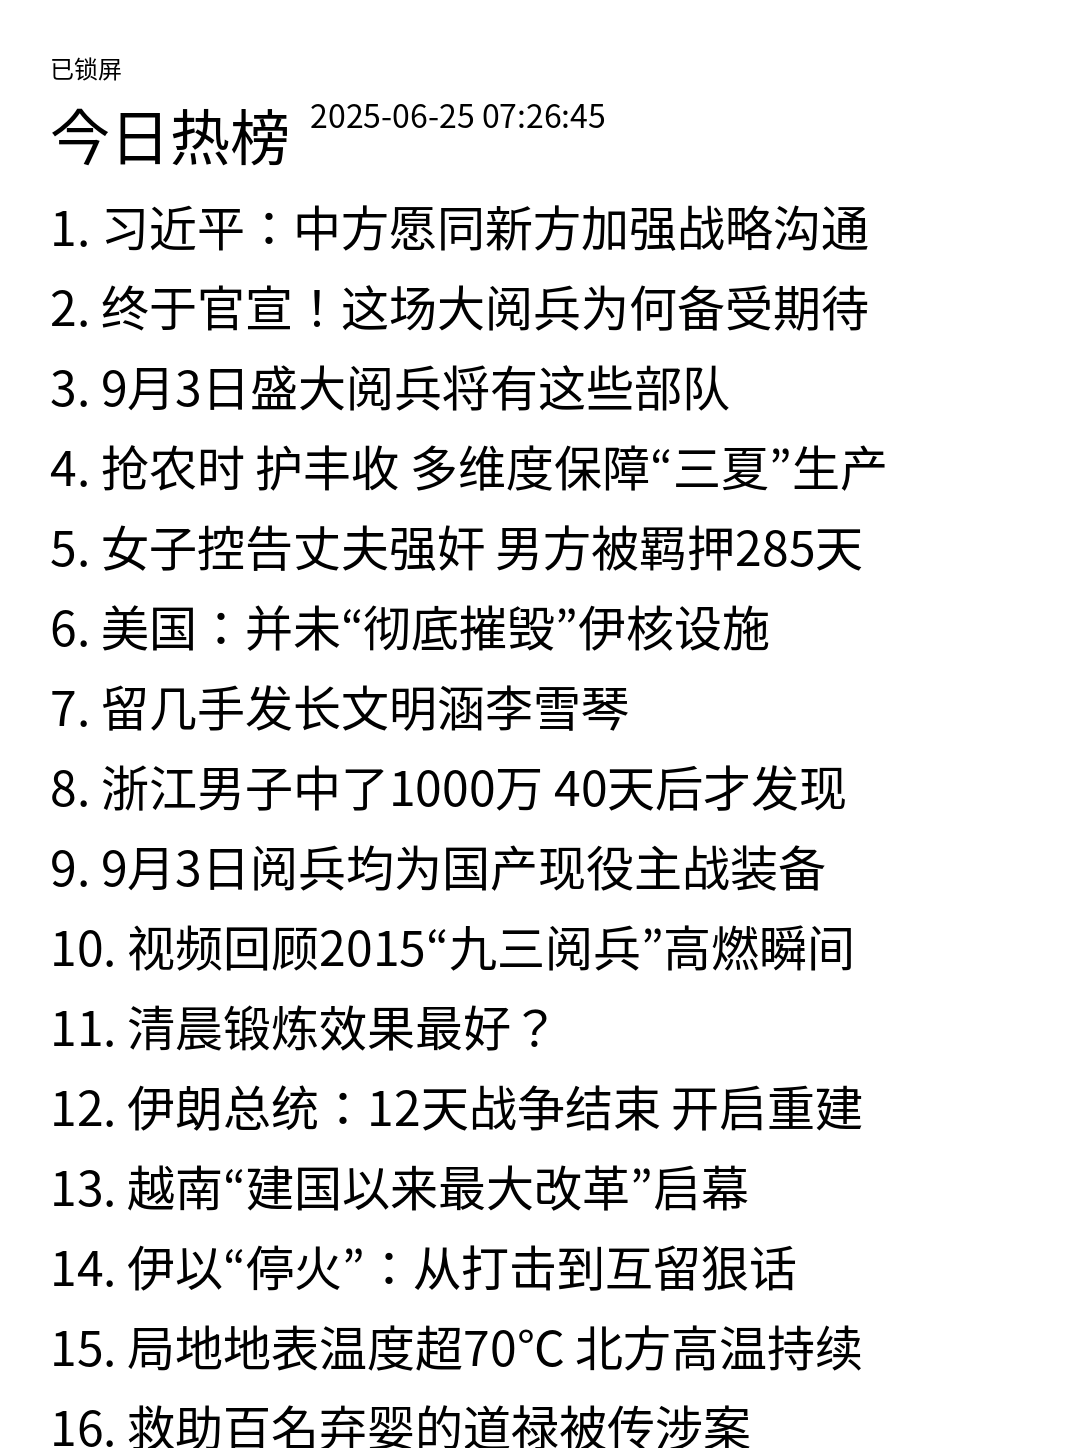 已锁屏
今日热榜 2025-06-25 07:26:45
1. 习近平：中方愿同新方加强战略沟通
2. 终于官宣！这场大阅兵为何备受期待
3. 9月3日盛大阅兵将有这些部队
4. 抢农时 护丰收 多维度保障“三夏”生产
5. 女子控告丈夫强奸 男方被羁押285天
6. 美国：并未“彻底摧毁”伊核设施
7. 留几手发长文明涵李雪琴
8. 浙江男子中了1000万 40天后才发现
9. 9月3日阅兵均为国产现役主战装备
10. 视频回顾2015“九三阅兵”高燃瞬间
11. 清晨锻炼效果最好？
12. 伊朗总统：12天战争结束 开启重建
13. 越南“建国以来最大改革”启幕
14. 伊以“停火”：从打击到互留狠话
15. 局地地表温度超70℃ 北方高温持续
16. 救助百名弃婴的道禄被传涉案